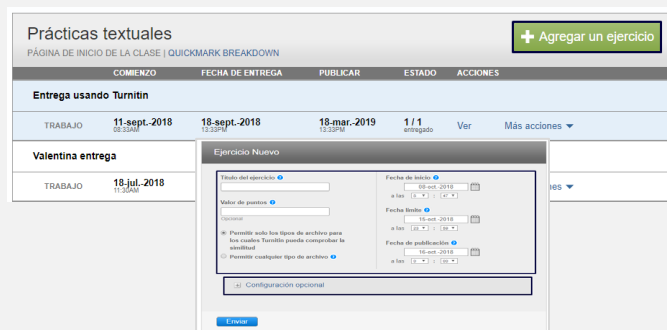 Prácticas textuales
+ Agregar un ejercicio
PÁGINA DE INICIO DE LA CLASE | QUICKMARK BREAKDOWN
COMIENZO FECHA DE ENTREGA PUBLICAR ESTADO ACCIONES
Entrega usando Turnitin
TRABAJO 11-sept.-2018 18-sept.-2018 18-mar.-2019 1 / 1 Ver Más acciones
08:33AM 13:33PM 13:33PM entregado
Valentina entrega
TRABAJO 18-jul.-2018
11:30AM
nes
Ejercicio Nuevo
Título del ejercicio
Valor de puntos
Opcional
Permitir solo los tipos de archivo para
los cuales Turnitin pueda comprobar la
similitud
Permitir cualquier tipo de archivo
Fecha de inicio
08-oct.-2018
a las : 47
Fecha límite
15-oct.-2018
a las :
Fecha de publicación
16-oct.-2018
a las :
Configuración opcional
Enviar